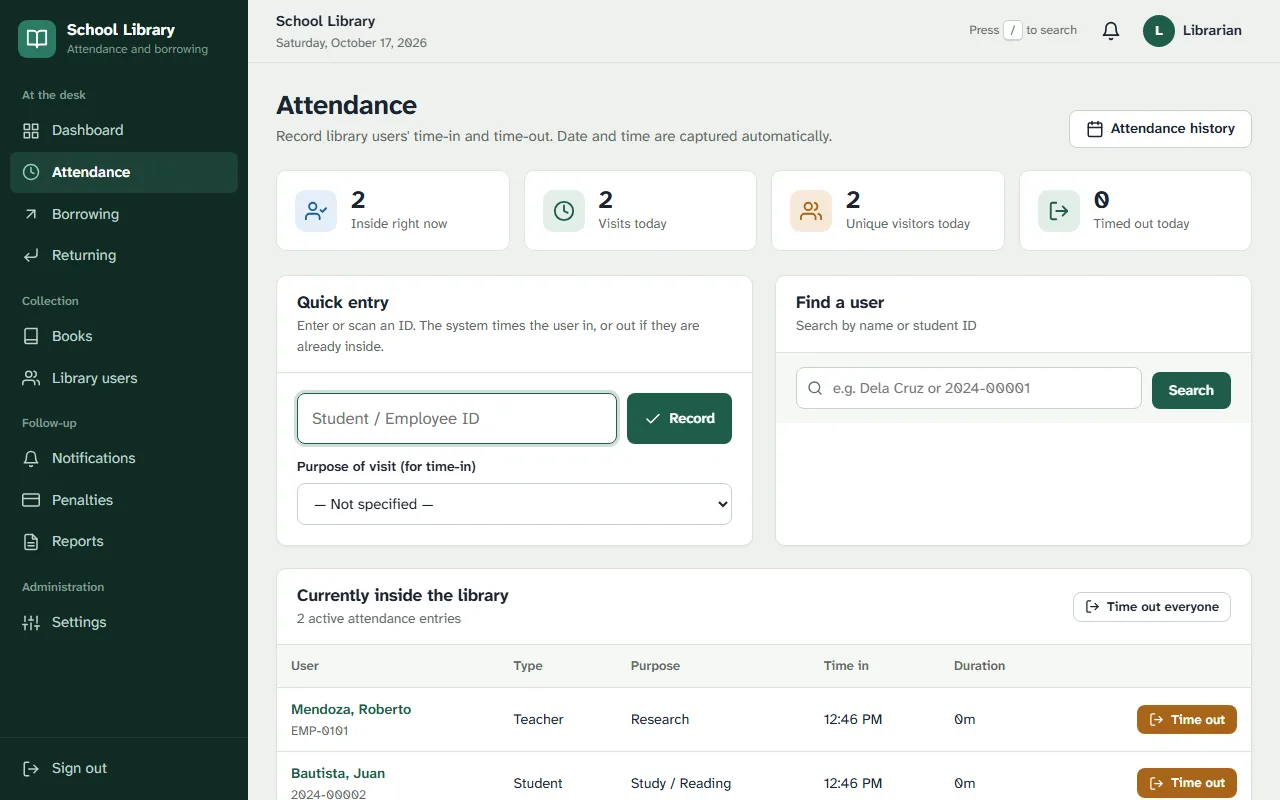 School Library
Attendance and borrowing
At the desk
Dashboard
Attendance
Borrowing
Returning
Collection
Books
Library users
Follow-up
Notifications
Penalties
Reports
Administration
Settings
Sign out
School Library
Saturday, October 17, 2026
Press / to search
L Librarian
Attendance
Record library users' time-in and time-out. Date and time are captured automatically.
Attendance history
2
Inside right now
2
Visits today
2
Unique visitors today
0
Timed out today
Quick entry
Enter or scan an ID. The system times the user in, or out if they are
already inside.
Student / Employee ID
Record
Purpose of visit (for time-in)
— Not specified —
Find a user
Search by name or student ID
e.g. Dela Cruz or 2024-00001
Search
Currently inside the library
2 active attendance entries
Time out everyone
User Type Purpose Time in Duration
Mendoza, Roberto
EMP-0101
Teacher Research 12:46 PM 0m Time out
Bautista, Juan
2024-00002
Student Study / Reading 12:46 PM 0m Time out